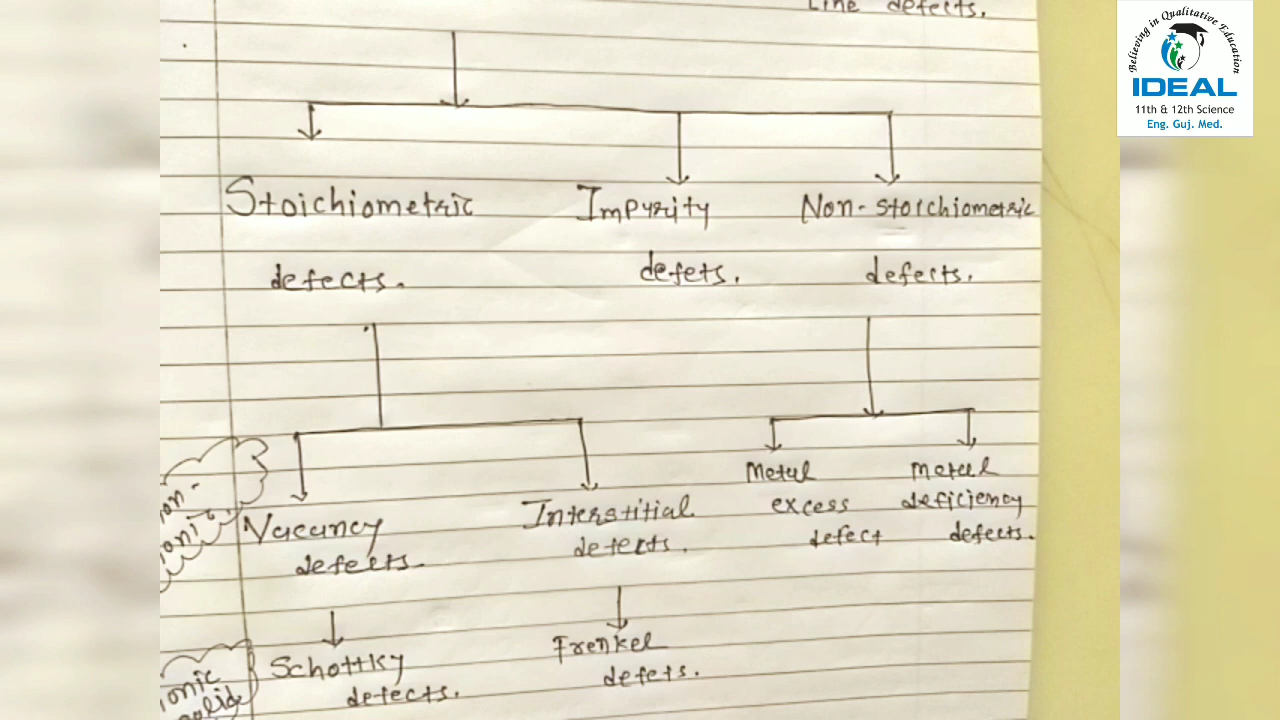 Line defects.
Believing in Qualitative Education
IDEAL
11th & 12th Science
Eng. Guj. Med.
Stoichiometric Impurity Non-stoichiometric
defects. defets. defects.
Metal Metal
excess deficiency
defect defects.
Vacancy Interstitial
defects. defects.
Schottky Frenkel
defects. defets.